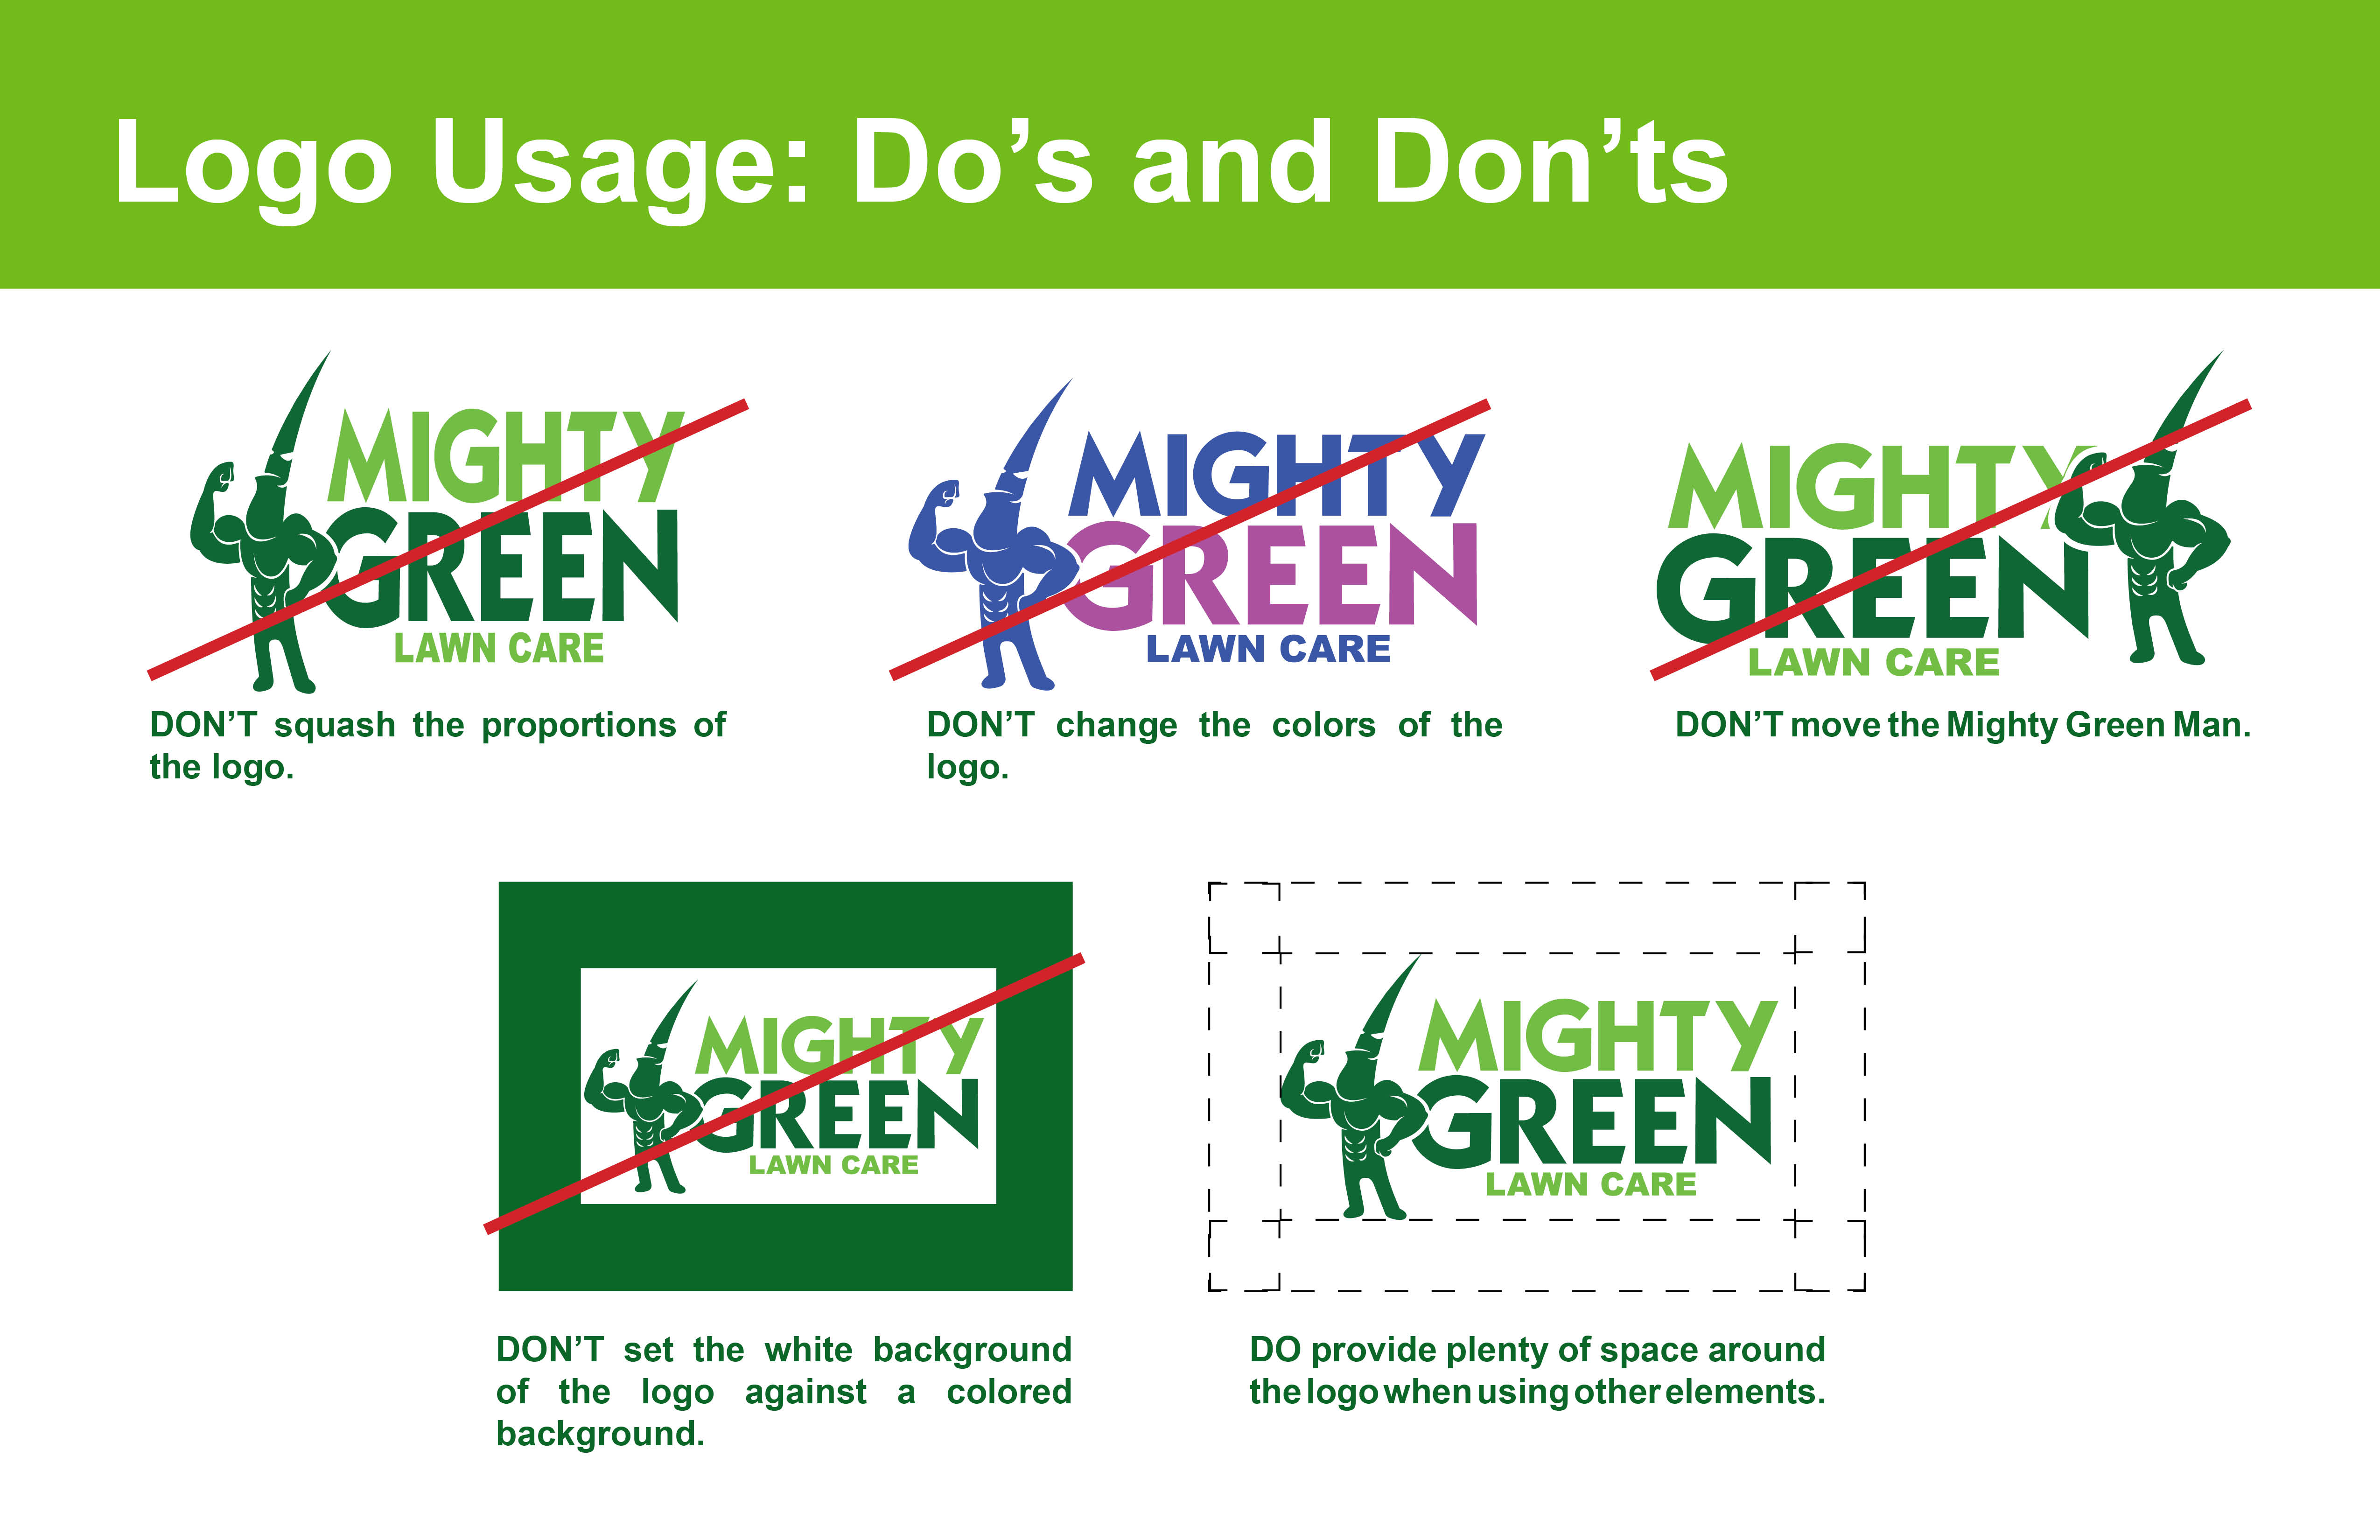 Logo Usage: Do’s and Don’ts
MIGHTY
GREEN
LAWN CARE
DON’T squash the proportions of
the logo.
MIGHTY
GREEN
LAWN CARE
DON’T change the colors of the
logo.
MIGHTY
GREEN
LAWN CARE
DON’T move the Mighty Green Man.
MIGHTY
GREEN
LAWN CARE
DON’T set the white background
of the logo against a colored
background.
MIGHTY
GREEN
LAWN CARE
DO provide plenty of space around
the logo when using other elements.